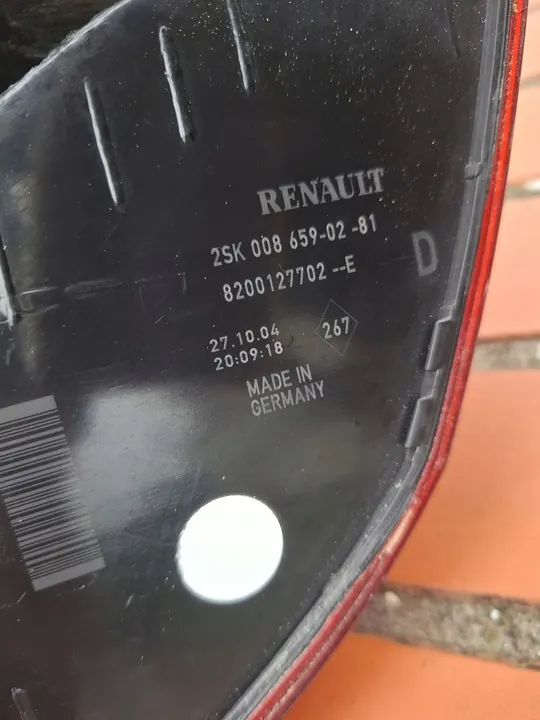 RENAULT
2SK 008 659-02 -81
8200127702 --E
D
27.10.04
20:09:18
267
MADE IN
GERMANY